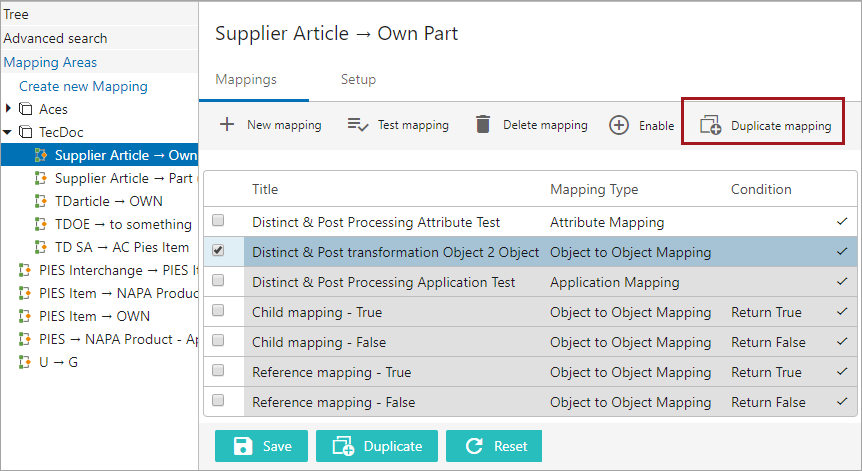 Tree
Advanced search
Mapping Areas
Create new Mapping
Aces
TecDoc
Supplier Article → Own
Supplier Article → Part
TDarticle → OWN
TDOE → to something
TD SA → AC Pies Item
PIES Interchange → PIES I
PIES Item → NAPA Product
PIES Item → OWN
PIES → NAPA Product - Ap
U → G
Supplier Article → Own Part
Mappings Setup
New mapping Test mapping Delete mapping Enable Duplicate mapping
Title Mapping Type Condition
Distinct & Post Processing Attribute Test Attribute Mapping
Distinct & Post transformation Object 2 Object Object to Object Mapping
Distinct & Post Processing Application Test Application Mapping
Child mapping - True Object to Object Mapping Return True
Child mapping - False Object to Object Mapping Return False
Reference mapping - True Object to Object Mapping Return True
Reference mapping - False Object to Object Mapping Return False
Save Duplicate Reset